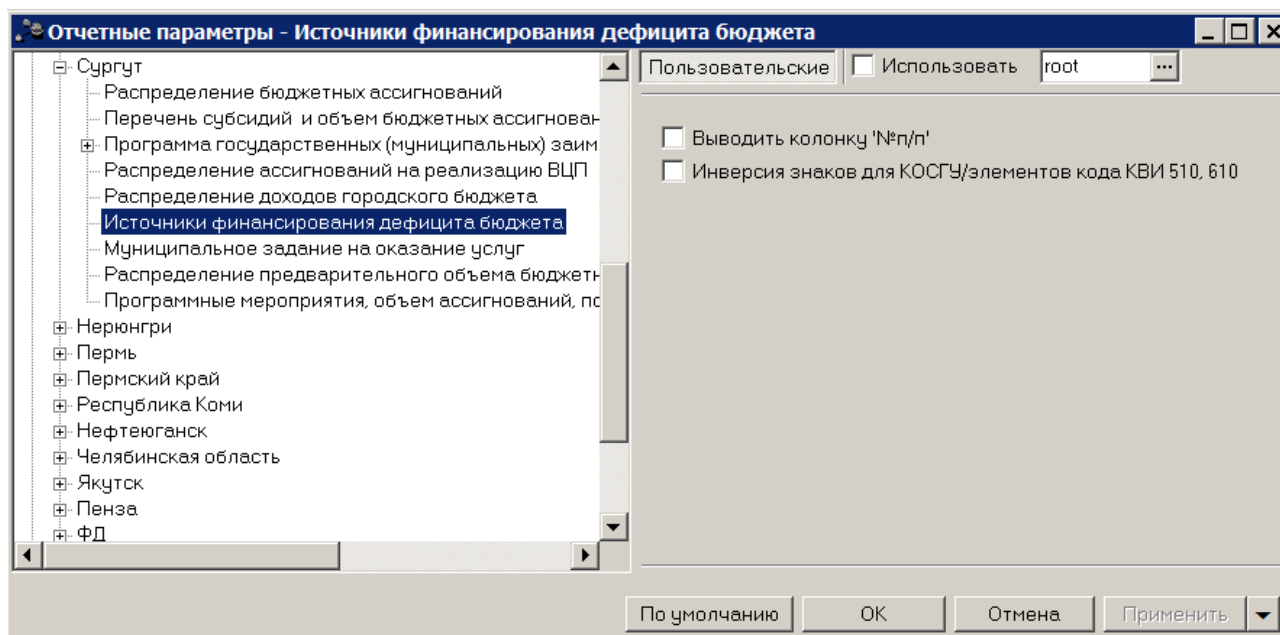 Отчетные параметры - Источники финансирования дефицита бюджета
Сургут
Распределение бюджетных ассигнований
Перечень субсидий и объем бюджетных ассигнован
Программа государственных (муниципальных) заим
Распределение ассигнований на реализацию ВЦП
Распределение доходов городского бюджета
Источники финансирования дефицита бюджета
Муниципальное задание на оказание услуг
Распределение предварительного объема бюджетн
Программные мероприятия, объем ассигнований, по
Нерюнгри
Пермь
Пермский край
Республика Коми
Нефтеюганск
Челябинская область
Якутск
Пенза
ФД
Пользовательские Использовать root ...
Выводить колонку '№п/п'
Инверсия знаков для КОСГУ/элементов кода КВИ 510, 610
По умолчанию OK Отмена Применить